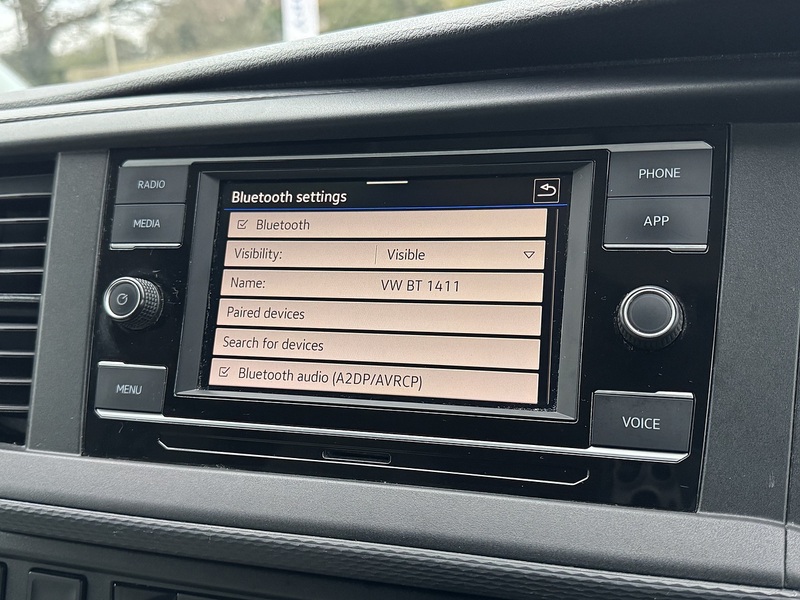 RADIO
MEDIA
MENU
Bluetooth settings
Bluetooth
Visibility: Visible
Name: VW BT 1411
Paired devices
Search for devices
Bluetooth audio (A2DP/AVRCP)
PHONE
APP
VOICE